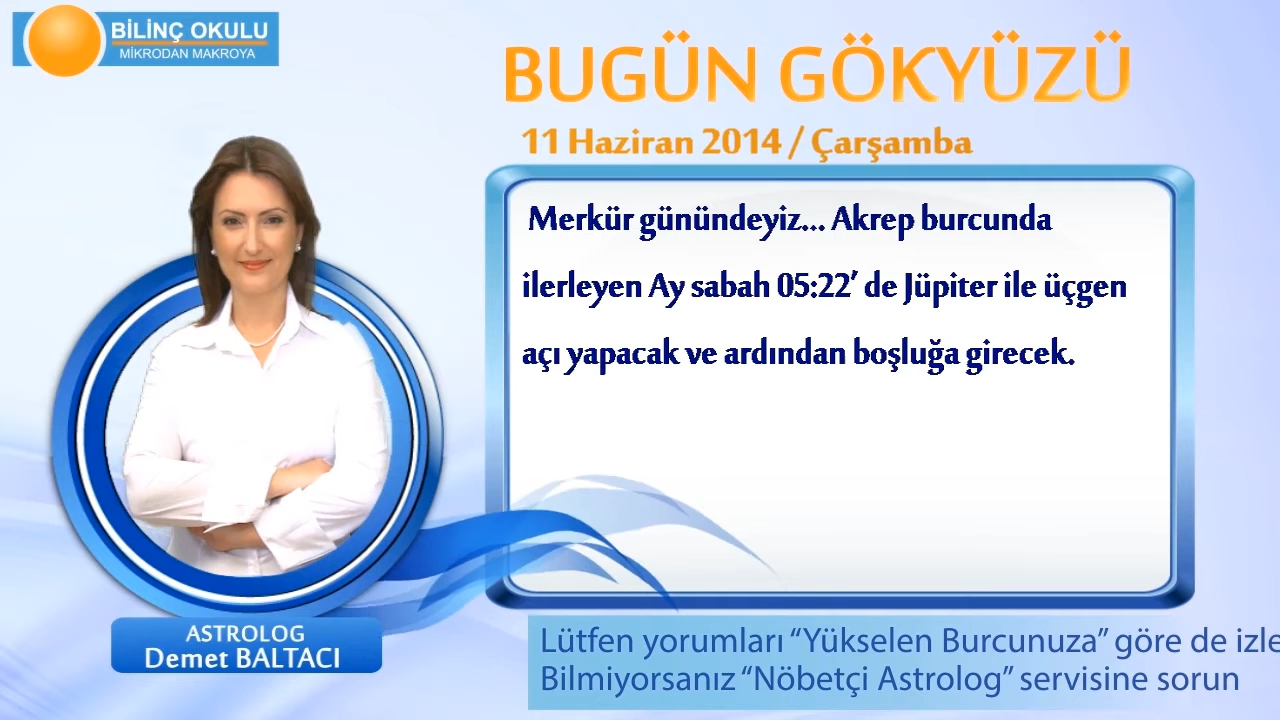 BİLİNÇ OKULU
MİKRODAN MAKROYA
BUGÜN GÖKYÜZÜ
11 Haziran 2014 / Çarşamba
Merkür günündeyiz... Akrep burcunda
ilerleyen Ay sabah 05:22’ de Jüpiter ile üçgen
açı yapacak ve ardından boşluğa girecek.
ASTROLOG
Demet BALTACI
Lütfen yorumları “Yükselen Burcunuza” göre de
Bilmiyorsanız “Nöbetçi Astrolog” servisine sorun